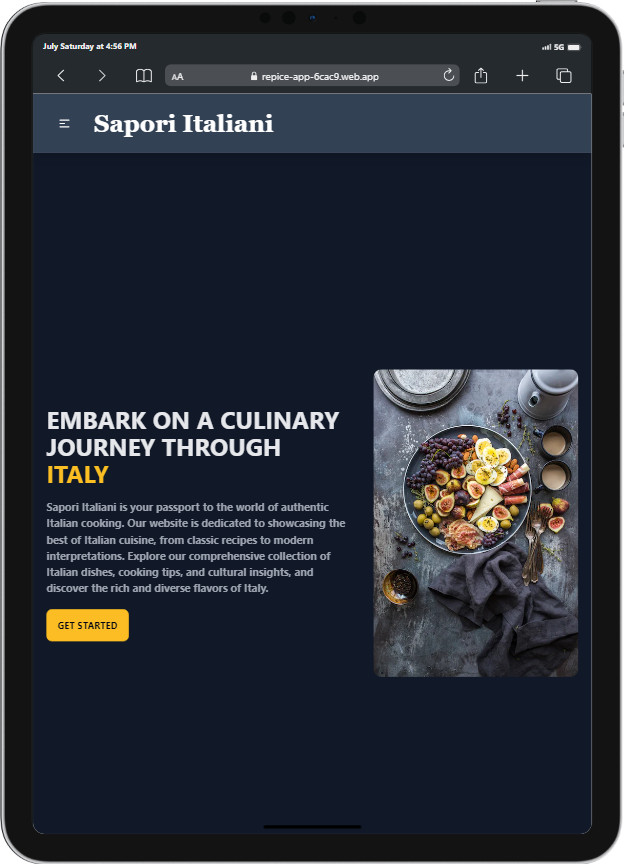 July Saturday at 4:56 PM
5G
AA
repice-app-6cac9.web.app
Sapori Italiani
EMBARK ON A CULINARY
JOURNEY THROUGH
ITALY
Sapori Italiani is your passport to the world of authentic
Italian cooking. Our website is dedicated to showcasing the
best of Italian cuisine, from classic recipes to modern
interpretations. Explore our comprehensive collection of
Italian dishes, cooking tips, and cultural insights, and
discover the rich and diverse flavors of Italy.
GET STARTED